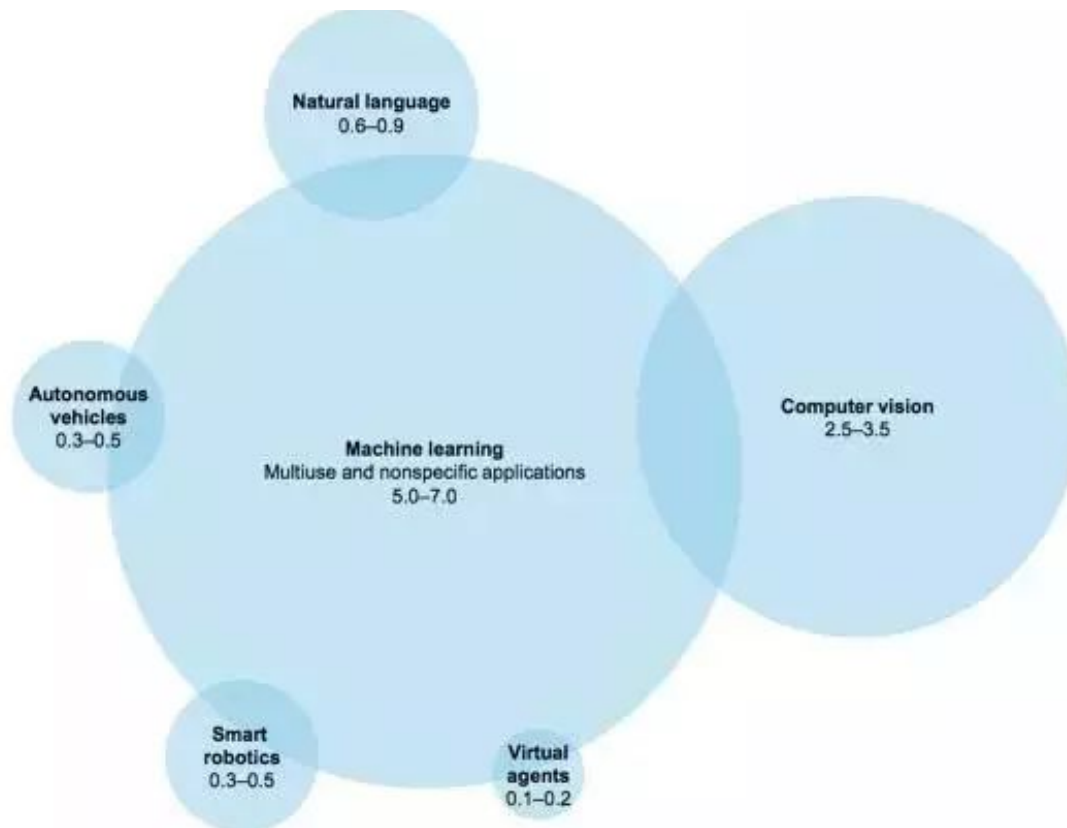 Natural language
0.6–0.9
Autonomous
vehicles
0.3–0.5
Machine learning
Multiuse and nonspecific applications
5.0–7.0
Computer vision
2.5–3.5
Smart
robotics
0.3–0.5
Virtual
agents
0.1–0.2